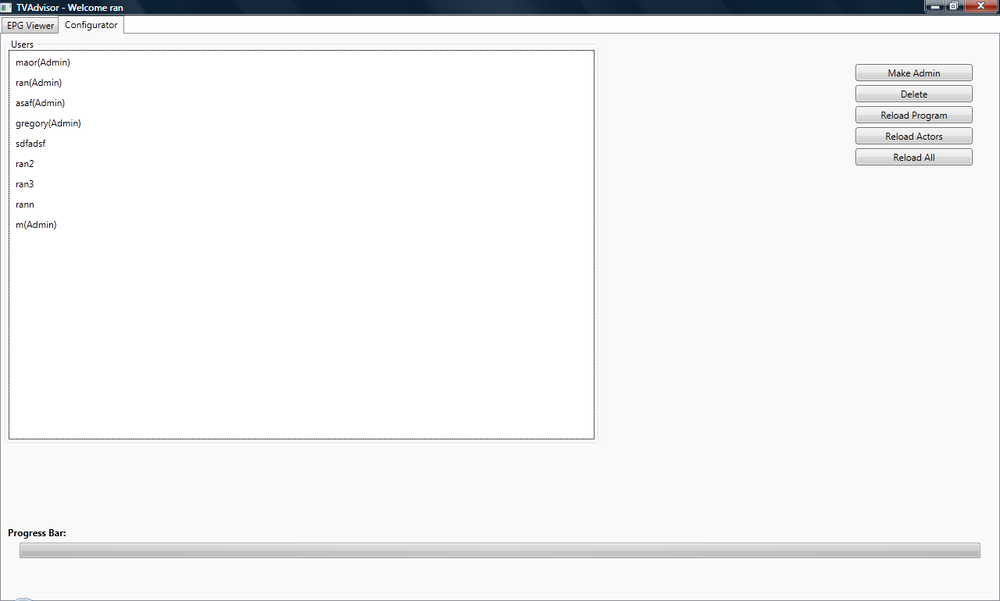 TVAdvisor - Welcome ran
EPG Viewer
Configurator
Users
maor(Admin)
ran(Admin)
asaf(Admin)
gregory(Admin)
sdfadsf
ran2
ran3
rann
m(Admin)
Make Admin
Delete
Reload Program
Reload Actors
Reload All
Progress Bar: